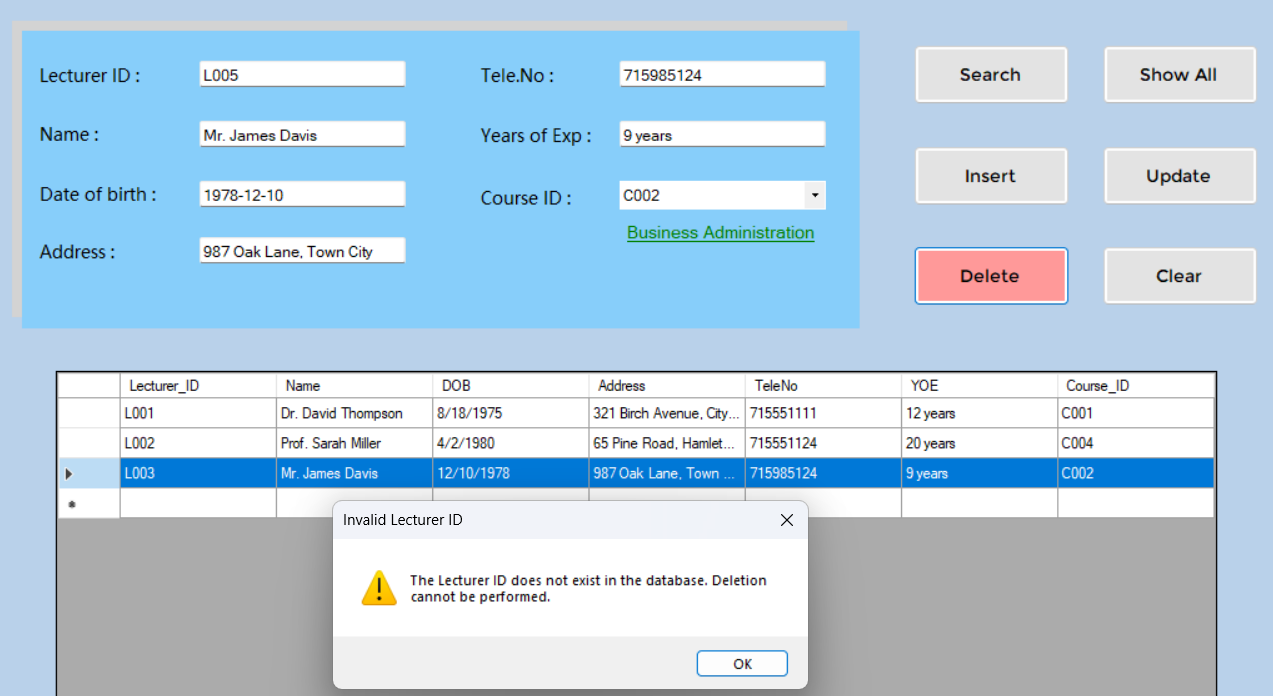 Lecturer ID : L005 Tele.No : 715985124 Search Show All
Name : Mr. James Davis Years of Exp : 9 years
Insert Update
Date of birth : 1978-12-10 Course ID : C002
Business Administration
Address : 987 Oak Lane, Town City
Delete Clear
Lecturer_ID Name DOB Address TeleNo YOE Course_ID
L001 Dr. David Thompson 8/18/1975 321 Birch Avenue, City... 715551111 12 years C001
L002 Prof. Sarah Miller 4/2/1980 65 Pine Road, Hamlet... 715551124 20 years C004
L003 Mr. James Davis 12/10/1978 987 Oak Lane, Town ... 715985124 9 years C002
Invalid Lecturer ID
The Lecturer ID does not exist in the database. Deletion
cannot be performed.
OK